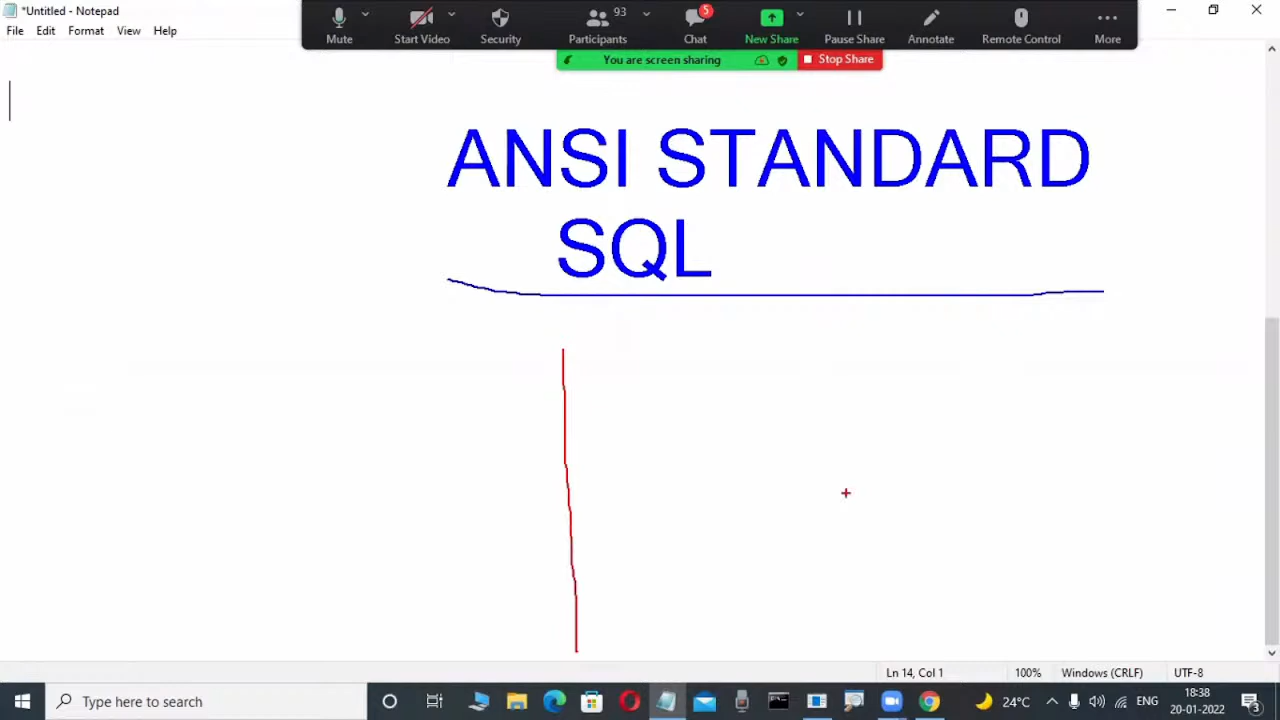 *Untitled - Notepad
File Edit Format View Help
Mute Start Video Security Participants 93 Chat 5 New Share Pause Share Annotate Remote Control More
You are screen sharing Stop Share
ANSI STANDARD
SQL
Ln 14, Col 1 100% Windows (CRLF) UTF-8
Type here to search 24°C ENG 18:38
20-01-2022 3